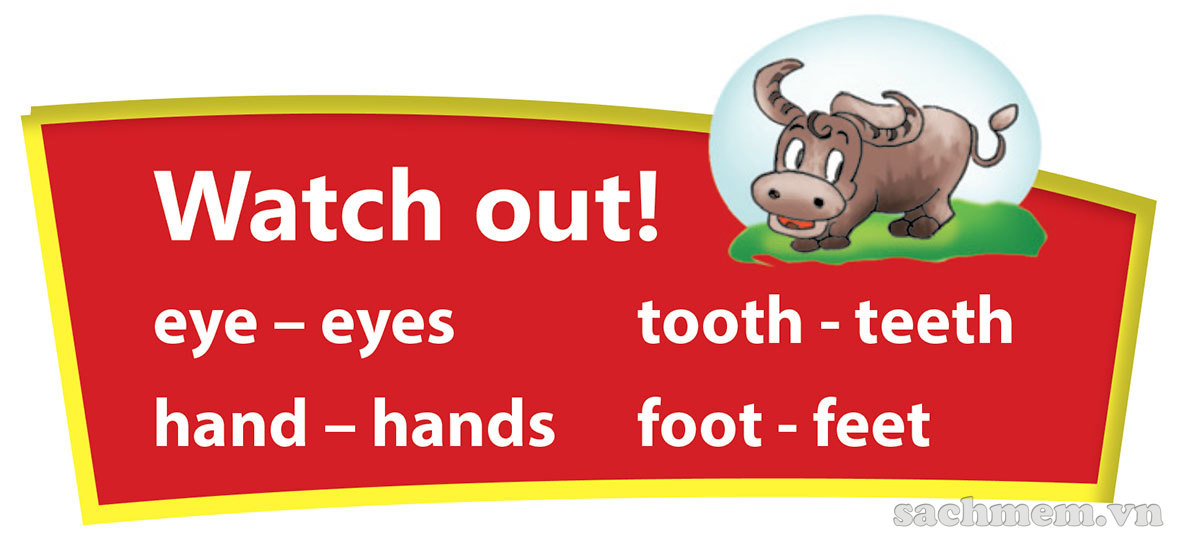 Watch out!
eye – eyes tooth - teeth
hand – hands foot - feet
sachmem.vn